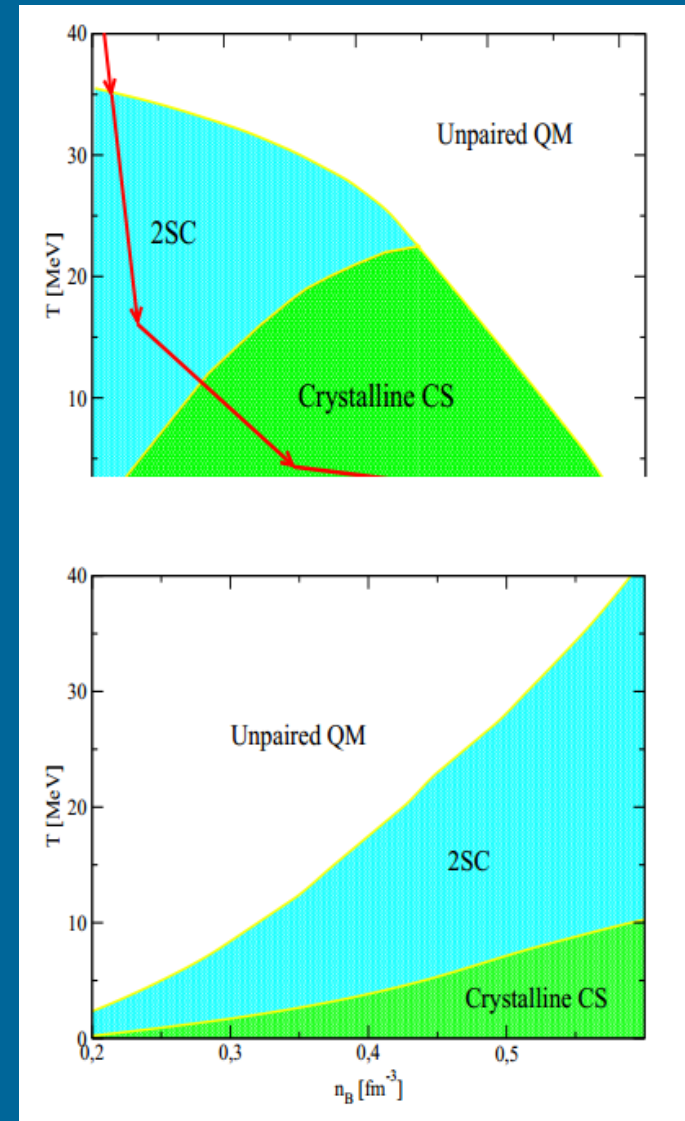 40
Unpaired QM
30
2SC
T [MeV]
20
Crystalline CS
10
40
30
Unpaired QM
T [MeV]
20
2SC
10
Crystalline CS
0
0,2
0,3
0,4
0,5
n_B [fm⁻³]